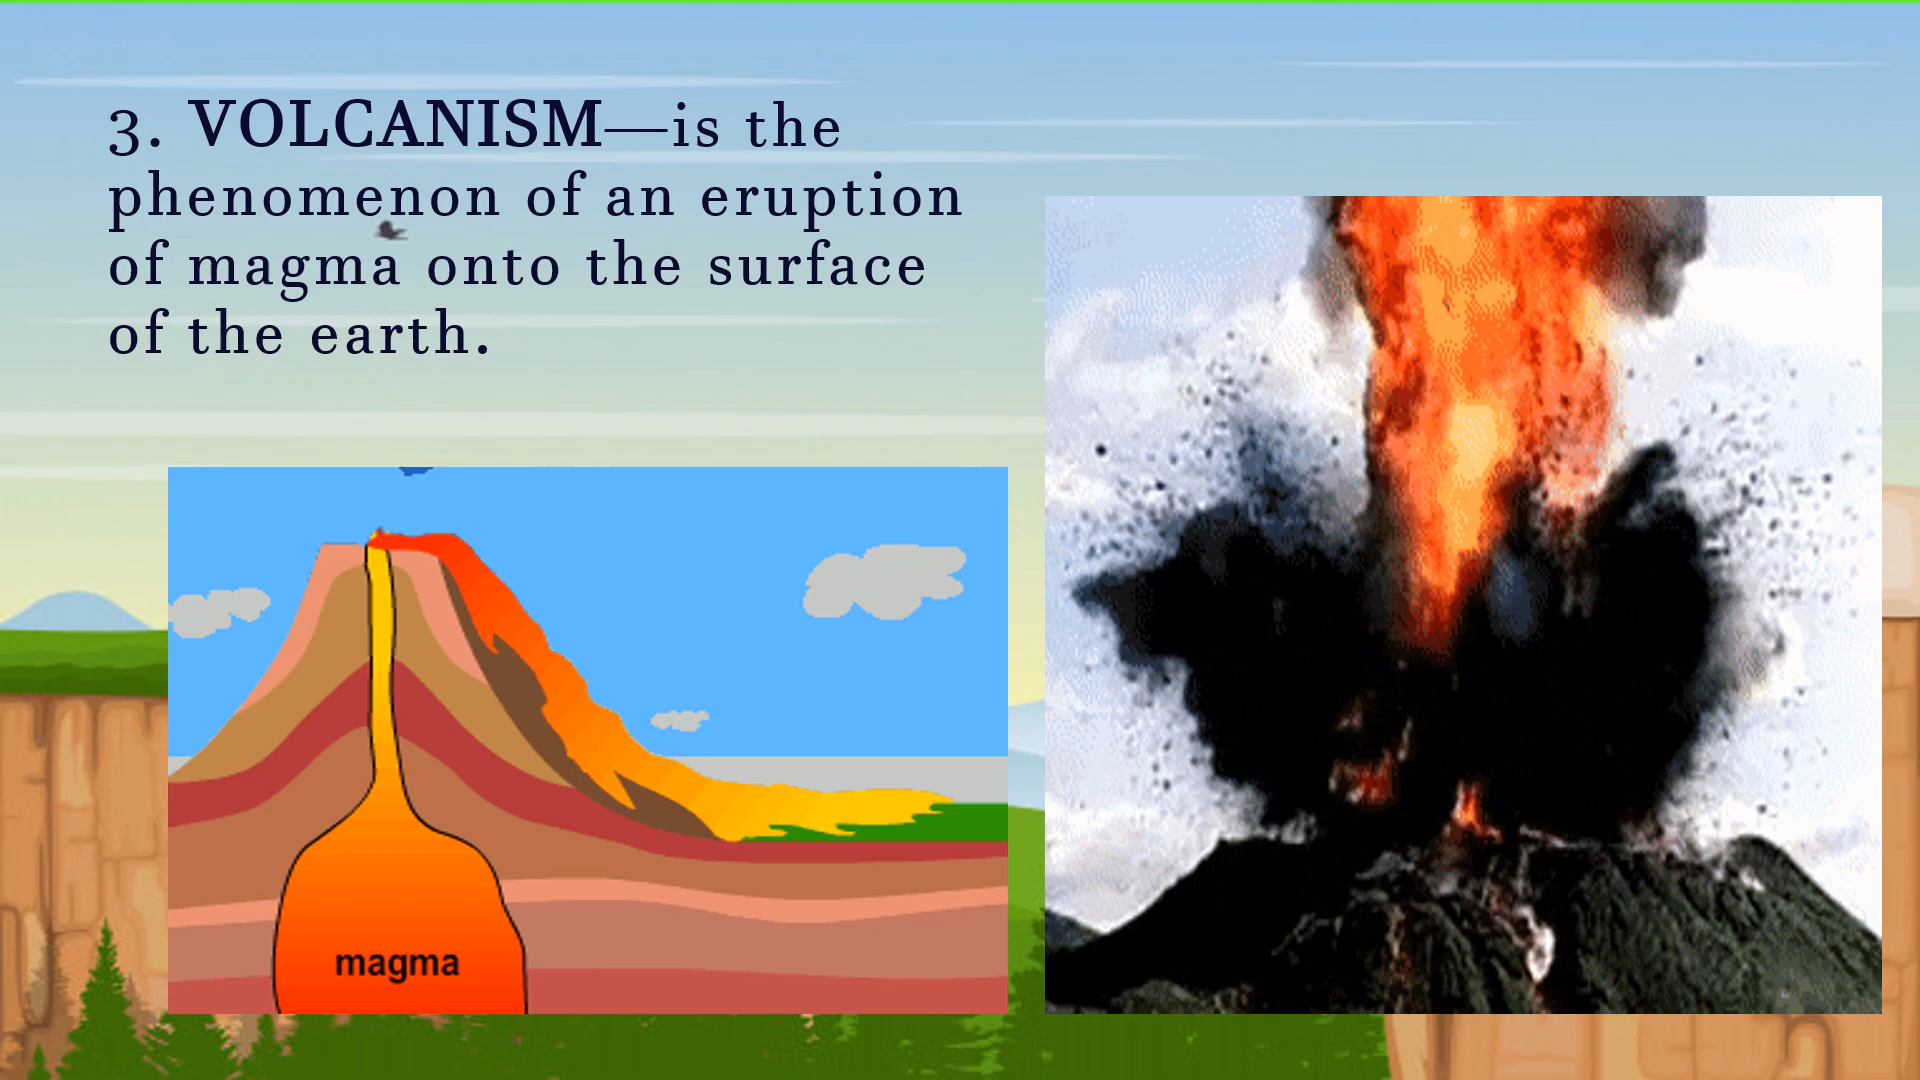 3. VOLCANISM—is the
phenomenon of an eruption
of magma onto the surface
of the earth.
magma